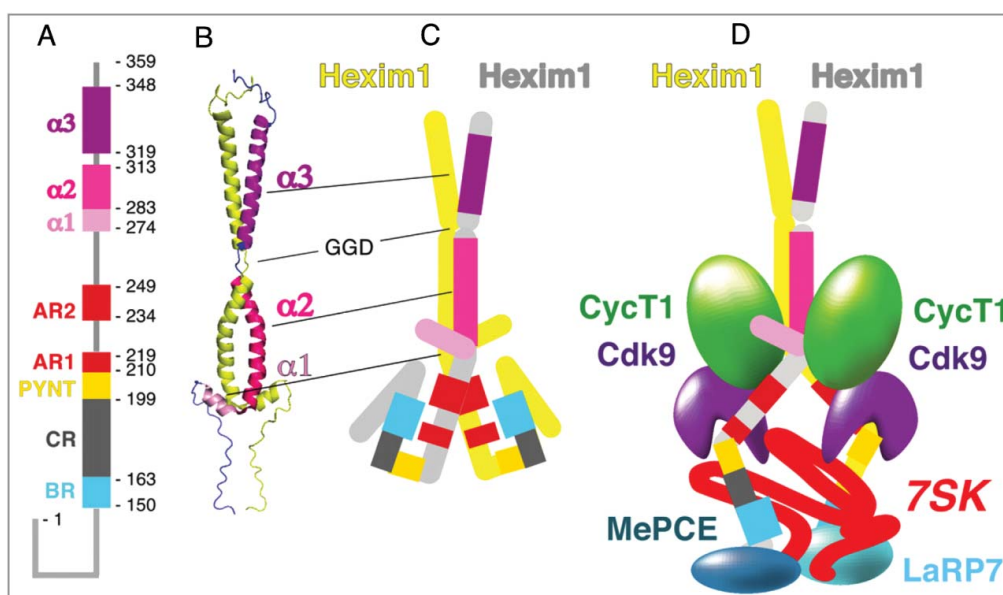 A
B
C
D
- 359
- 348
α3
- 319
- 313
α2
- 283
α1
- 274
- 249
AR2
- 234
- 219
AR1
- 210
PYNT
- 199
CR
- 163
BR
- 150
- 1
α3
GGD
α2
α1
Hexim1 Hexim1
Hexim1 Hexim1
CycT1 CycT1
Cdk9 Cdk9
7SK
MePCE
LaRP7